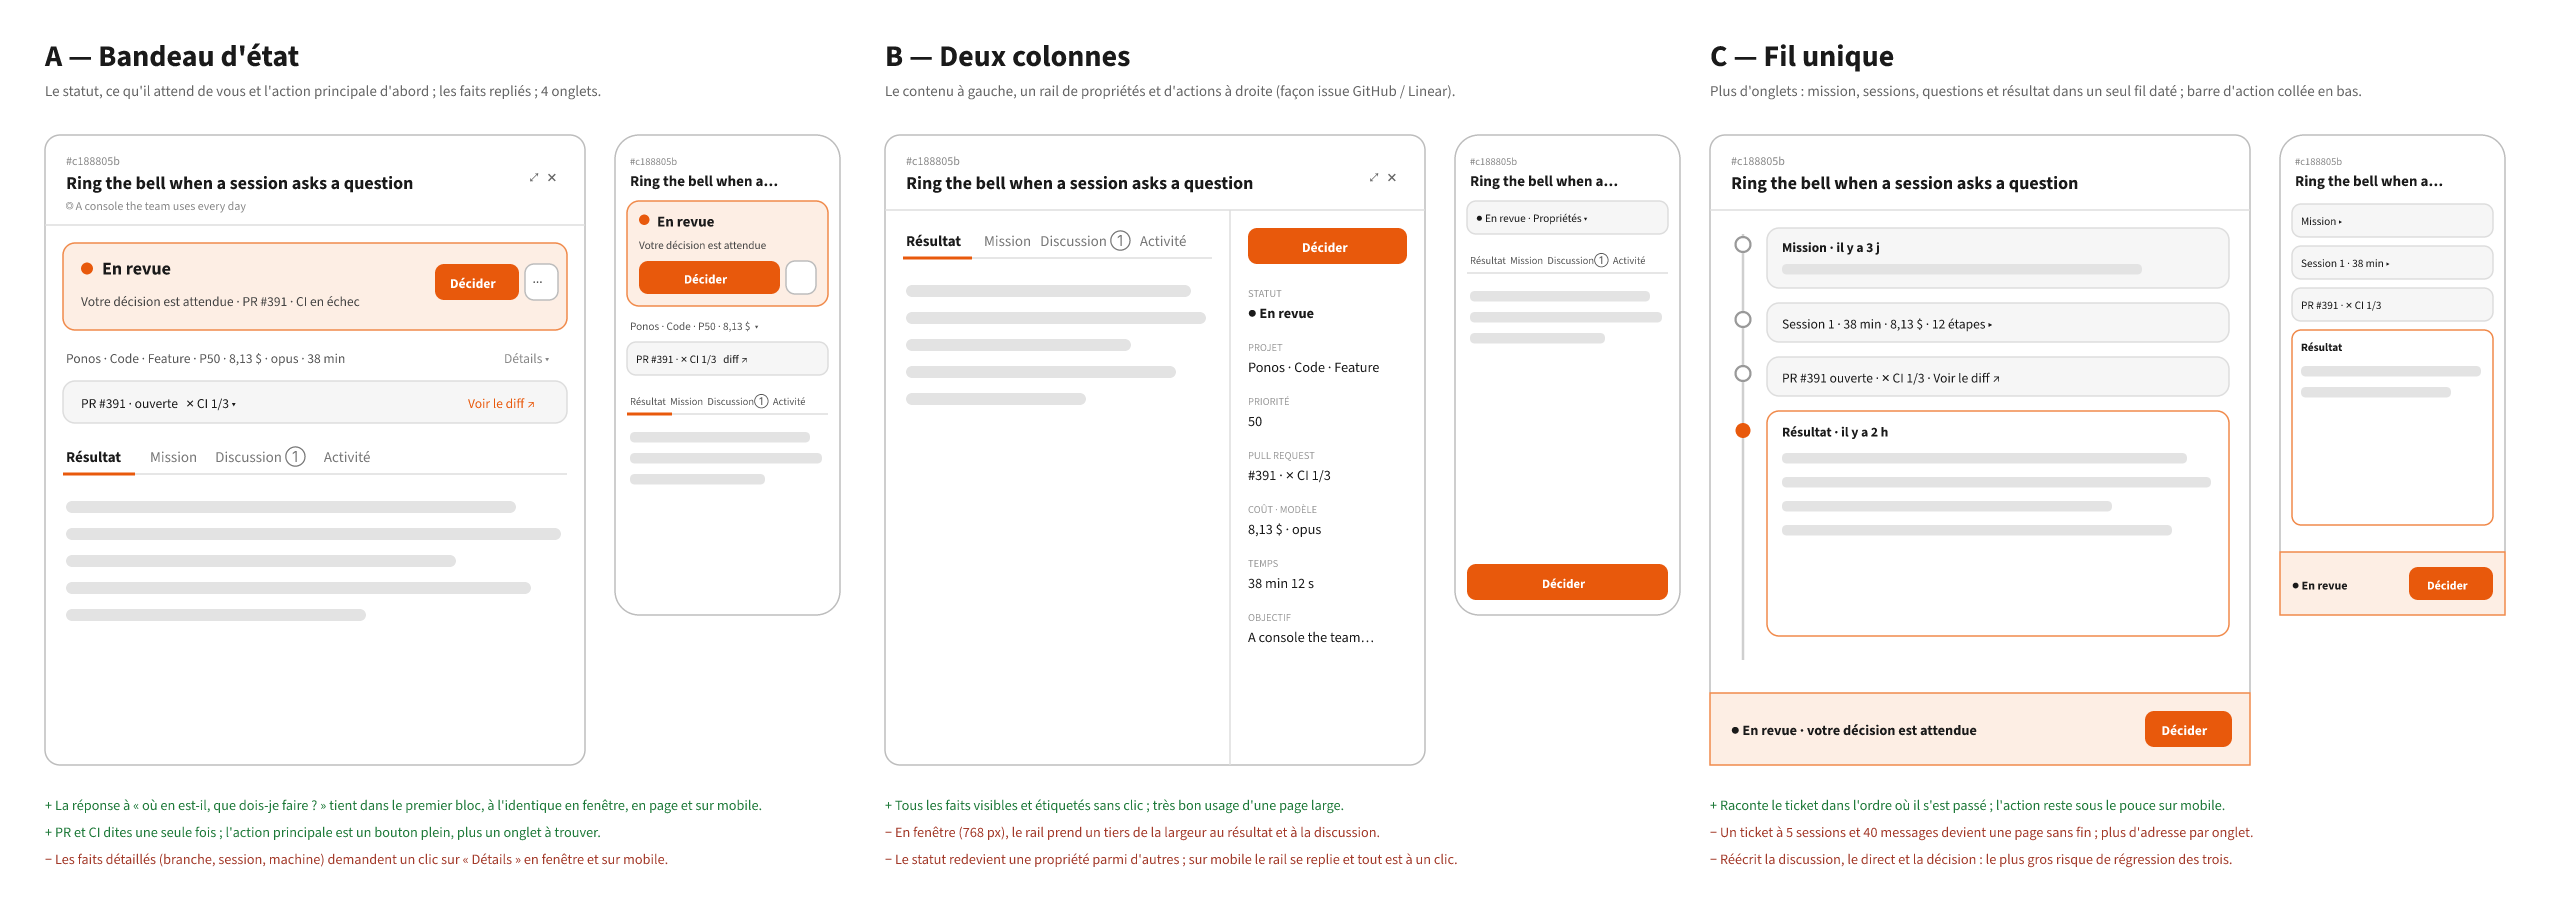 A — Bandeau d'état
Le statut, ce qu'il attend de vous et l'action principale d'abord ; les faits repliés ; 4 onglets.
#c188805b
Ring the bell when a session asks a question
⤢ ✕
◎ A console the team uses every day
● En revue
Votre décision est attendue · PR #391 · CI en échec
Décider
...
Ponos · Code · Feature · P50 · 8,13 $ · opus · 38 min
Détails ▾
PR #391 · ouverte × CI 1/3 ▾
Voir le diff ↗
Résultat Mission Discussion ① Activité
#c188805b
Ring the bell when a…
● En revue
Votre décision est attendue
Décider
Ponos · Code · P50 · 8,13 $ ▾
PR #391 · × CI 1/3 diff ↗
Résultat Mission Discussion ① Activité
+ La réponse à « où en est-il, que dois-je faire ? » tient dans le premier bloc, à l'identique en fenêtre, en page et sur mobile.
+ PR et CI dites une seule fois ; l'action principale est un bouton plein, plus un onglet à trouver.
− Les faits détaillés (branche, session, machine) demandent un clic sur « Détails » en fenêtre et sur mobile.
B — Deux colonnes
Le contenu à gauche, un rail de propriétés et d'actions à droite (façon issue GitHub / Linear).
#c188805b
Ring the bell when a session asks a question
⤢ ✕
Résultat Mission Discussion ① Activité
Décider
STATUT
● En revue
PROJET
Ponos · Code · Feature
PRIORITÉ
50
PULL REQUEST
#391 · × CI 1/3
COÛT · MODÈLE
8,13 $ · opus
TEMPS
38 min 12 s
OBJECTIF
A console the team…
#c188805b
Ring the bell when a…
● En revue · Propriétés ▾
Résultat Mission Discussion ① Activité
Décider
+ Tous les faits visibles et étiquetés sans clic ; très bon usage d'une page large.
− En fenêtre (768 px), le rail prend un tiers de la largeur au résultat et à la discussion.
− Le statut redevient une propriété parmi d'autres ; sur mobile le rail se replie et tout est à un clic.
C — Fil unique
Plus d'onglets : mission, sessions, questions et résultat dans un seul fil daté ; barre d'action collée en bas.
#c188805b
Ring the bell when a session asks a question
Mission · il y a 3 j
Session 1 · 38 min · 8,13 $ · 12 étapes ▸
PR #391 ouverte · × CI 1/3 · Voir le diff ↗
Résultat · il y a 2 h
● En revue · votre décision est attendue
Décider
#c188805b
Ring the bell when a…
Mission ▸
Session 1 · 38 min ▸
PR #391 · × CI 1/3
Résultat
● En revue
Décider
+ Raconte le ticket dans l'ordre où il s'est passé ; l'action reste sous le pouce sur mobile.
− Un ticket à 5 sessions et 40 messages devient une page sans fin ; plus d'adresse par onglet.
− Réécrit la discussion, le direct et la décision : le plus gros risque de régression des trois.